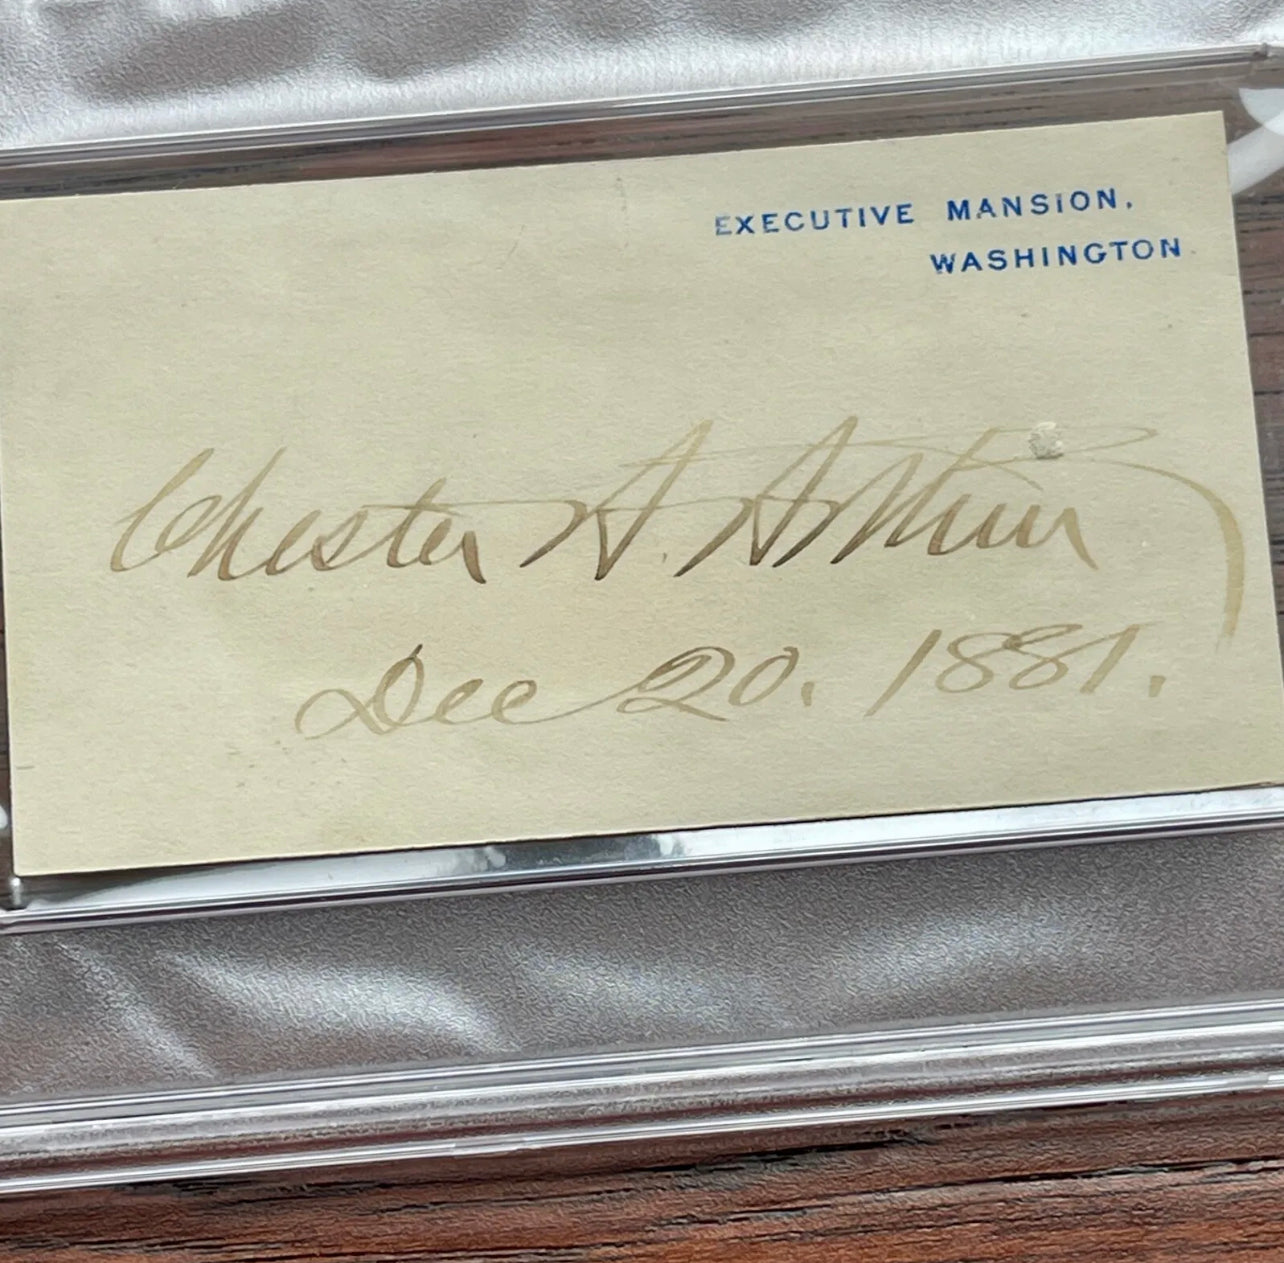 EXECUTIVE MANSION,
WASHINGTON.
Chester A. Arthur
Dec 20. 1881.